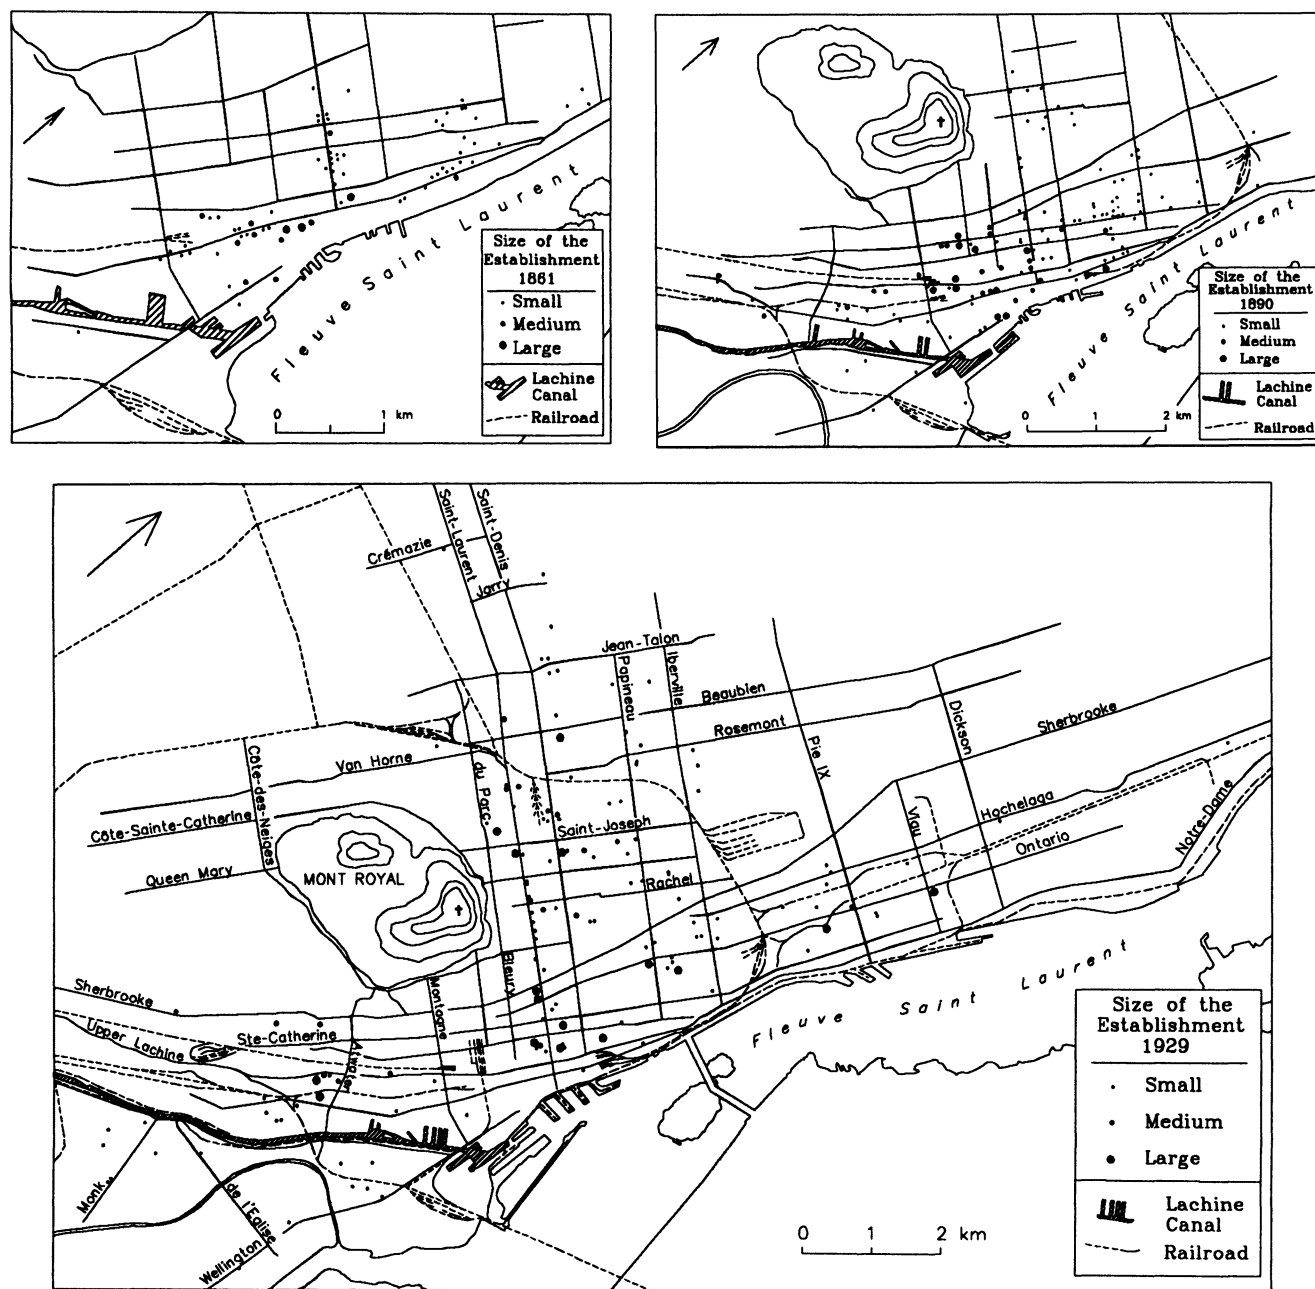 Fleuve Saint Laurent
Size of the
Establishment
1861
Small
Medium
Large
Lachine
Canal
Railroad
0 1 km
Fleuve Saint Laurent
Size of the
Establishment
1890
Small
Medium
Large
Lachine
Canal
Railroad
0 1 2 km
Saint-Laurent
Saint-Denis
Crémazie
Jarry
Jean-Talon
Papineau
Iberville
Beaubien
Rosemont
Pie IX
Dickson
Sherbrooke
Côte-des-Neiges
Van Horne
du Parc
Côte-Sainte-Catherine
Saint-Joseph
Viau
Hochelaga
Ontario
Notre-Dame
Queen Mary
MONT ROYAL
Rachel
Bleury
Montagne
Sherbrooke
Ste-Catherine
Upper Lachine
Atwater
Fleuve Saint Laurent
Monk
de l'Eglise
Wellington
0 1 2 km
Size of the
Establishment
1929
Small
Medium
Large
Lachine
Canal
Railroad